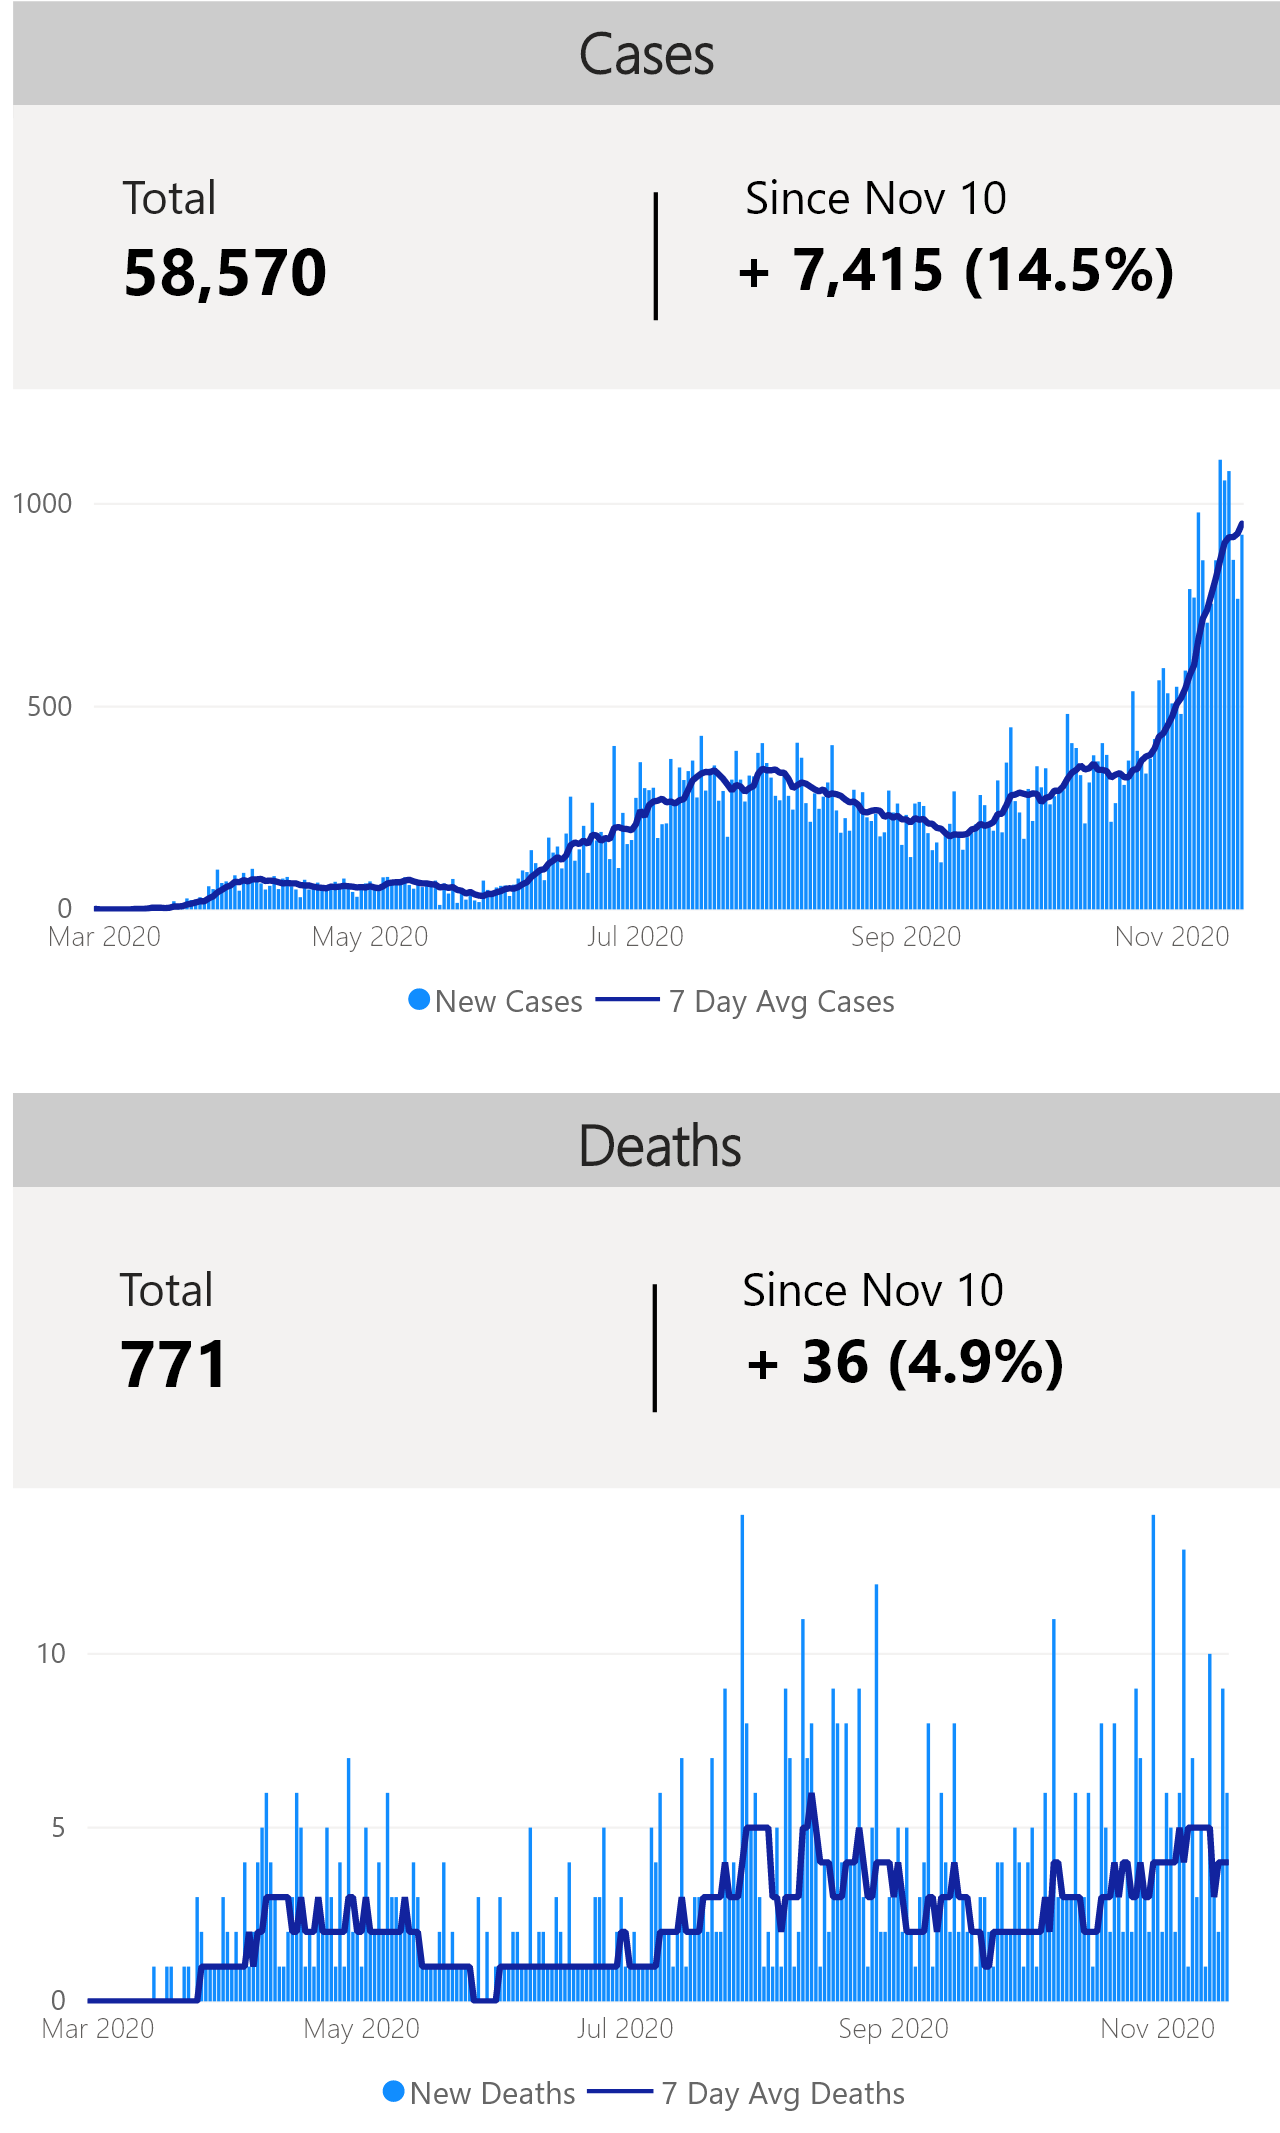 Cases
Total
Since Nov 10
58,570
+ 7,415 (14.5%)
1000
500
0
Mar 2020
May 2020
Jul 2020
Sep 2020
Nov 2020
New Cases
7 Day Avg Cases
Deaths
Total
Since Nov 10
771
+ 36 (4.9%)
10
5
0
Mar 2020
May 2020
Jul 2020
Sep 2020
Nov 2020
New Deaths
7 Day Avg Deaths